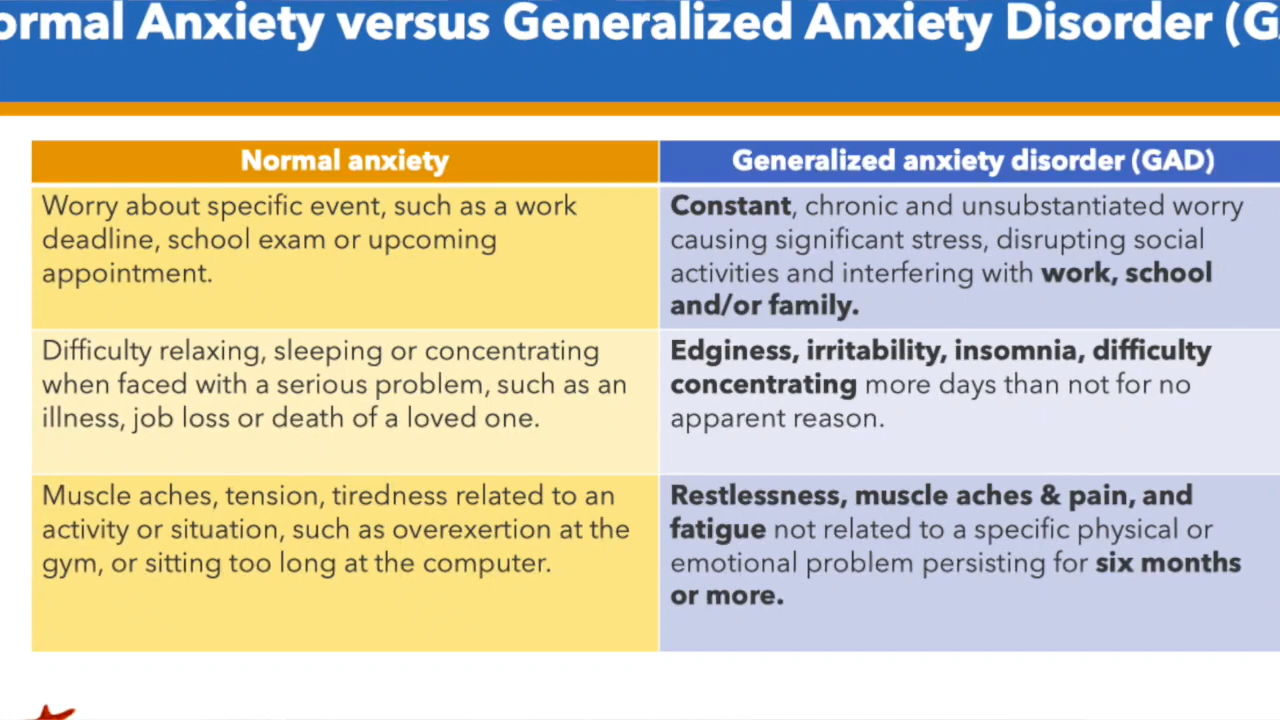 ormal Anxiety versus Generalized Anxiety Disorder (G
Normal anxiety
Generalized anxiety disorder (GAD)
Worry about specific event, such as a work
deadline, school exam or upcoming
appointment.
Constant, chronic and unsubstantiated worry
causing significant stress, disrupting social
activities and interfering with work, school
and/or family.
Difficulty relaxing, sleeping or concentrating
when faced with a serious problem, such as an
illness, job loss or death of a loved one.
Edginess, irritability, insomnia, difficulty
concentrating more days than not for no
apparent reason.
Muscle aches, tension, tiredness related to an
activity or situation, such as overexertion at the
gym, or sitting too long at the computer.
Restlessness, muscle aches & pain, and
fatigue not related to a specific physical or
emotional problem persisting for six months
or more.